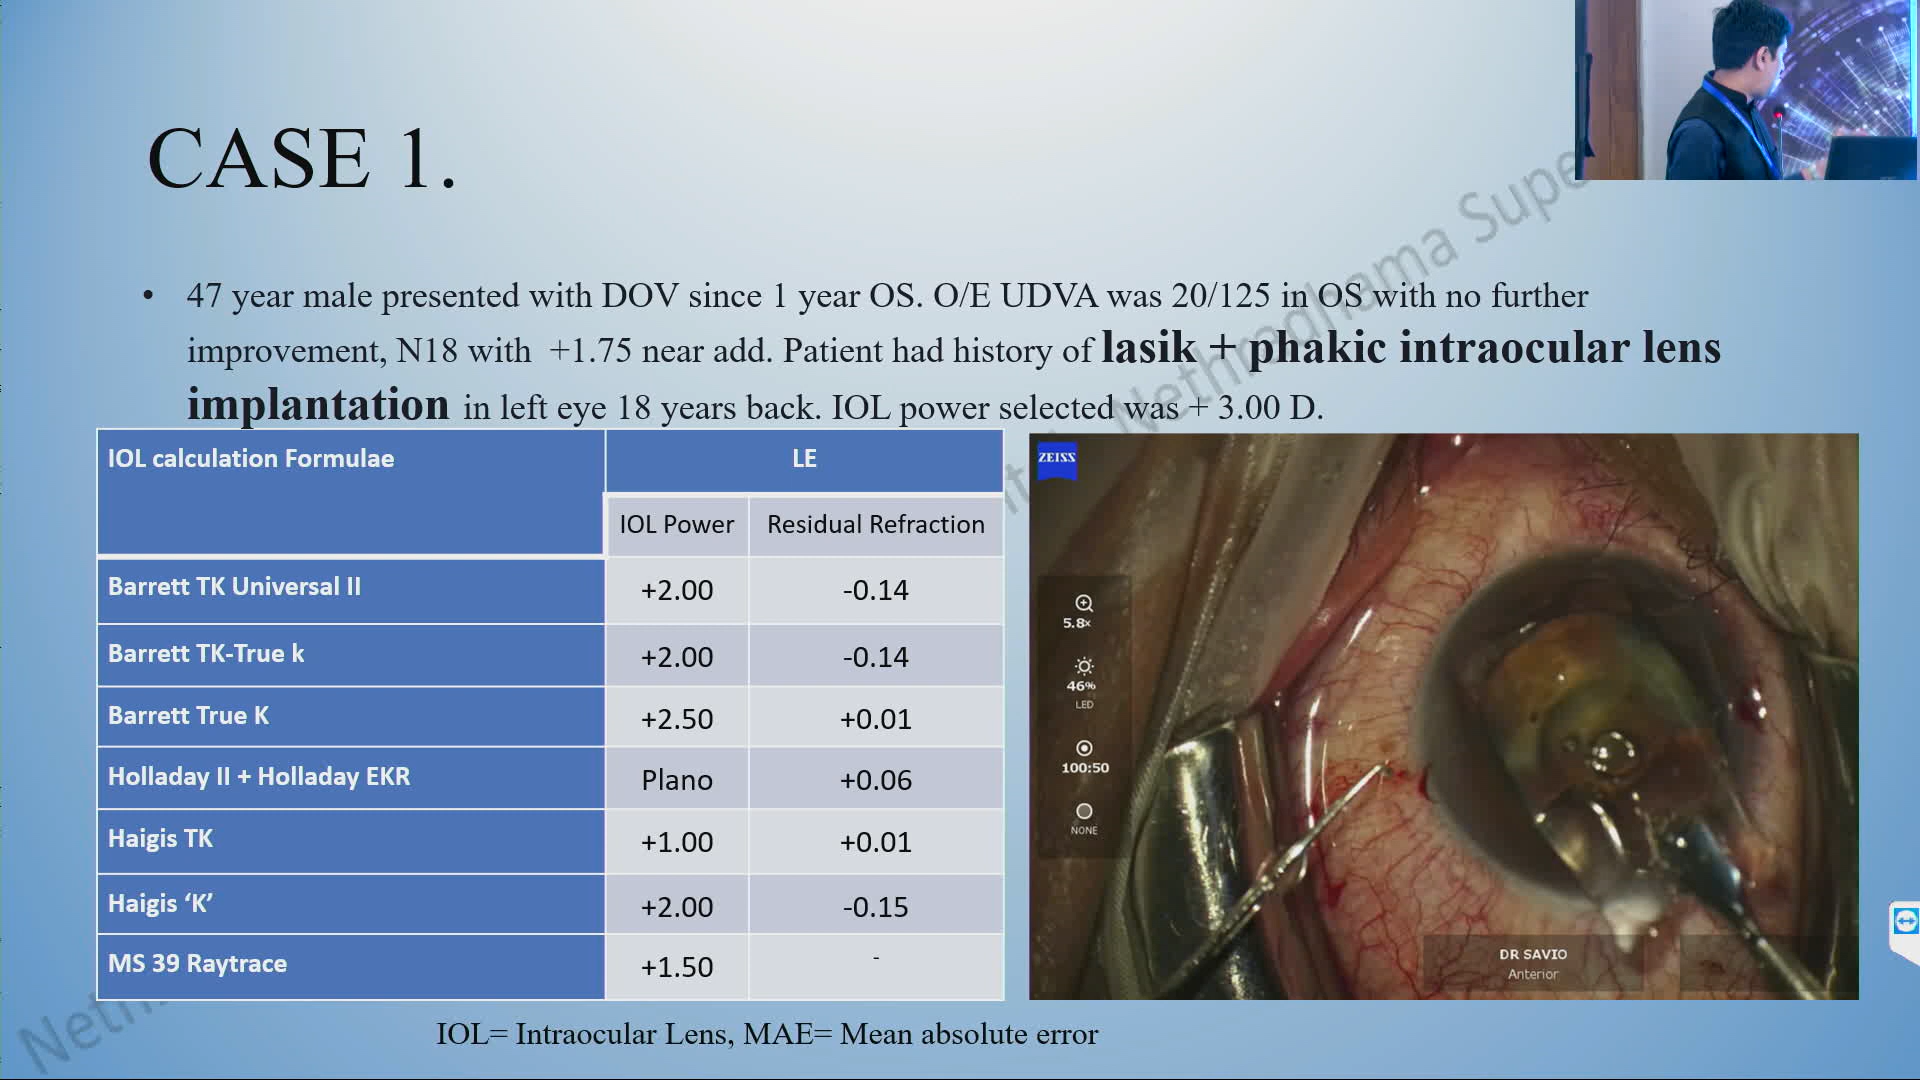 CASE 1.
• 47 year male presented with DOV since 1 year OS. O/E UDVA was 20/125 in OS with no further
improvement, N18 with +1.75 near add. Patient had history of lasik + phakic intraocular lens
implantation in left eye 18 years back. IOL power selected was + 3.00 D.
IOL calculation Formulae LE
IOL Power Residual Refraction
Barrett TK Universal II +2.00 -0.14
Barrett TK-True k +2.00 -0.14
Barrett True K +2.50 +0.01
Holladay II + Holladay EKR Plano +0.06
Haigis TK +1.00 +0.01
Haigis ‘K’ +2.00 -0.15
MS 39 Raytrace +1.50 -
ZEISS
5.8x
46%
LED
100:50
NONE
DR SAVIO
Anterior
IOL= Intraocular Lens, MAE= Mean absolute error
Nethradhama Supe